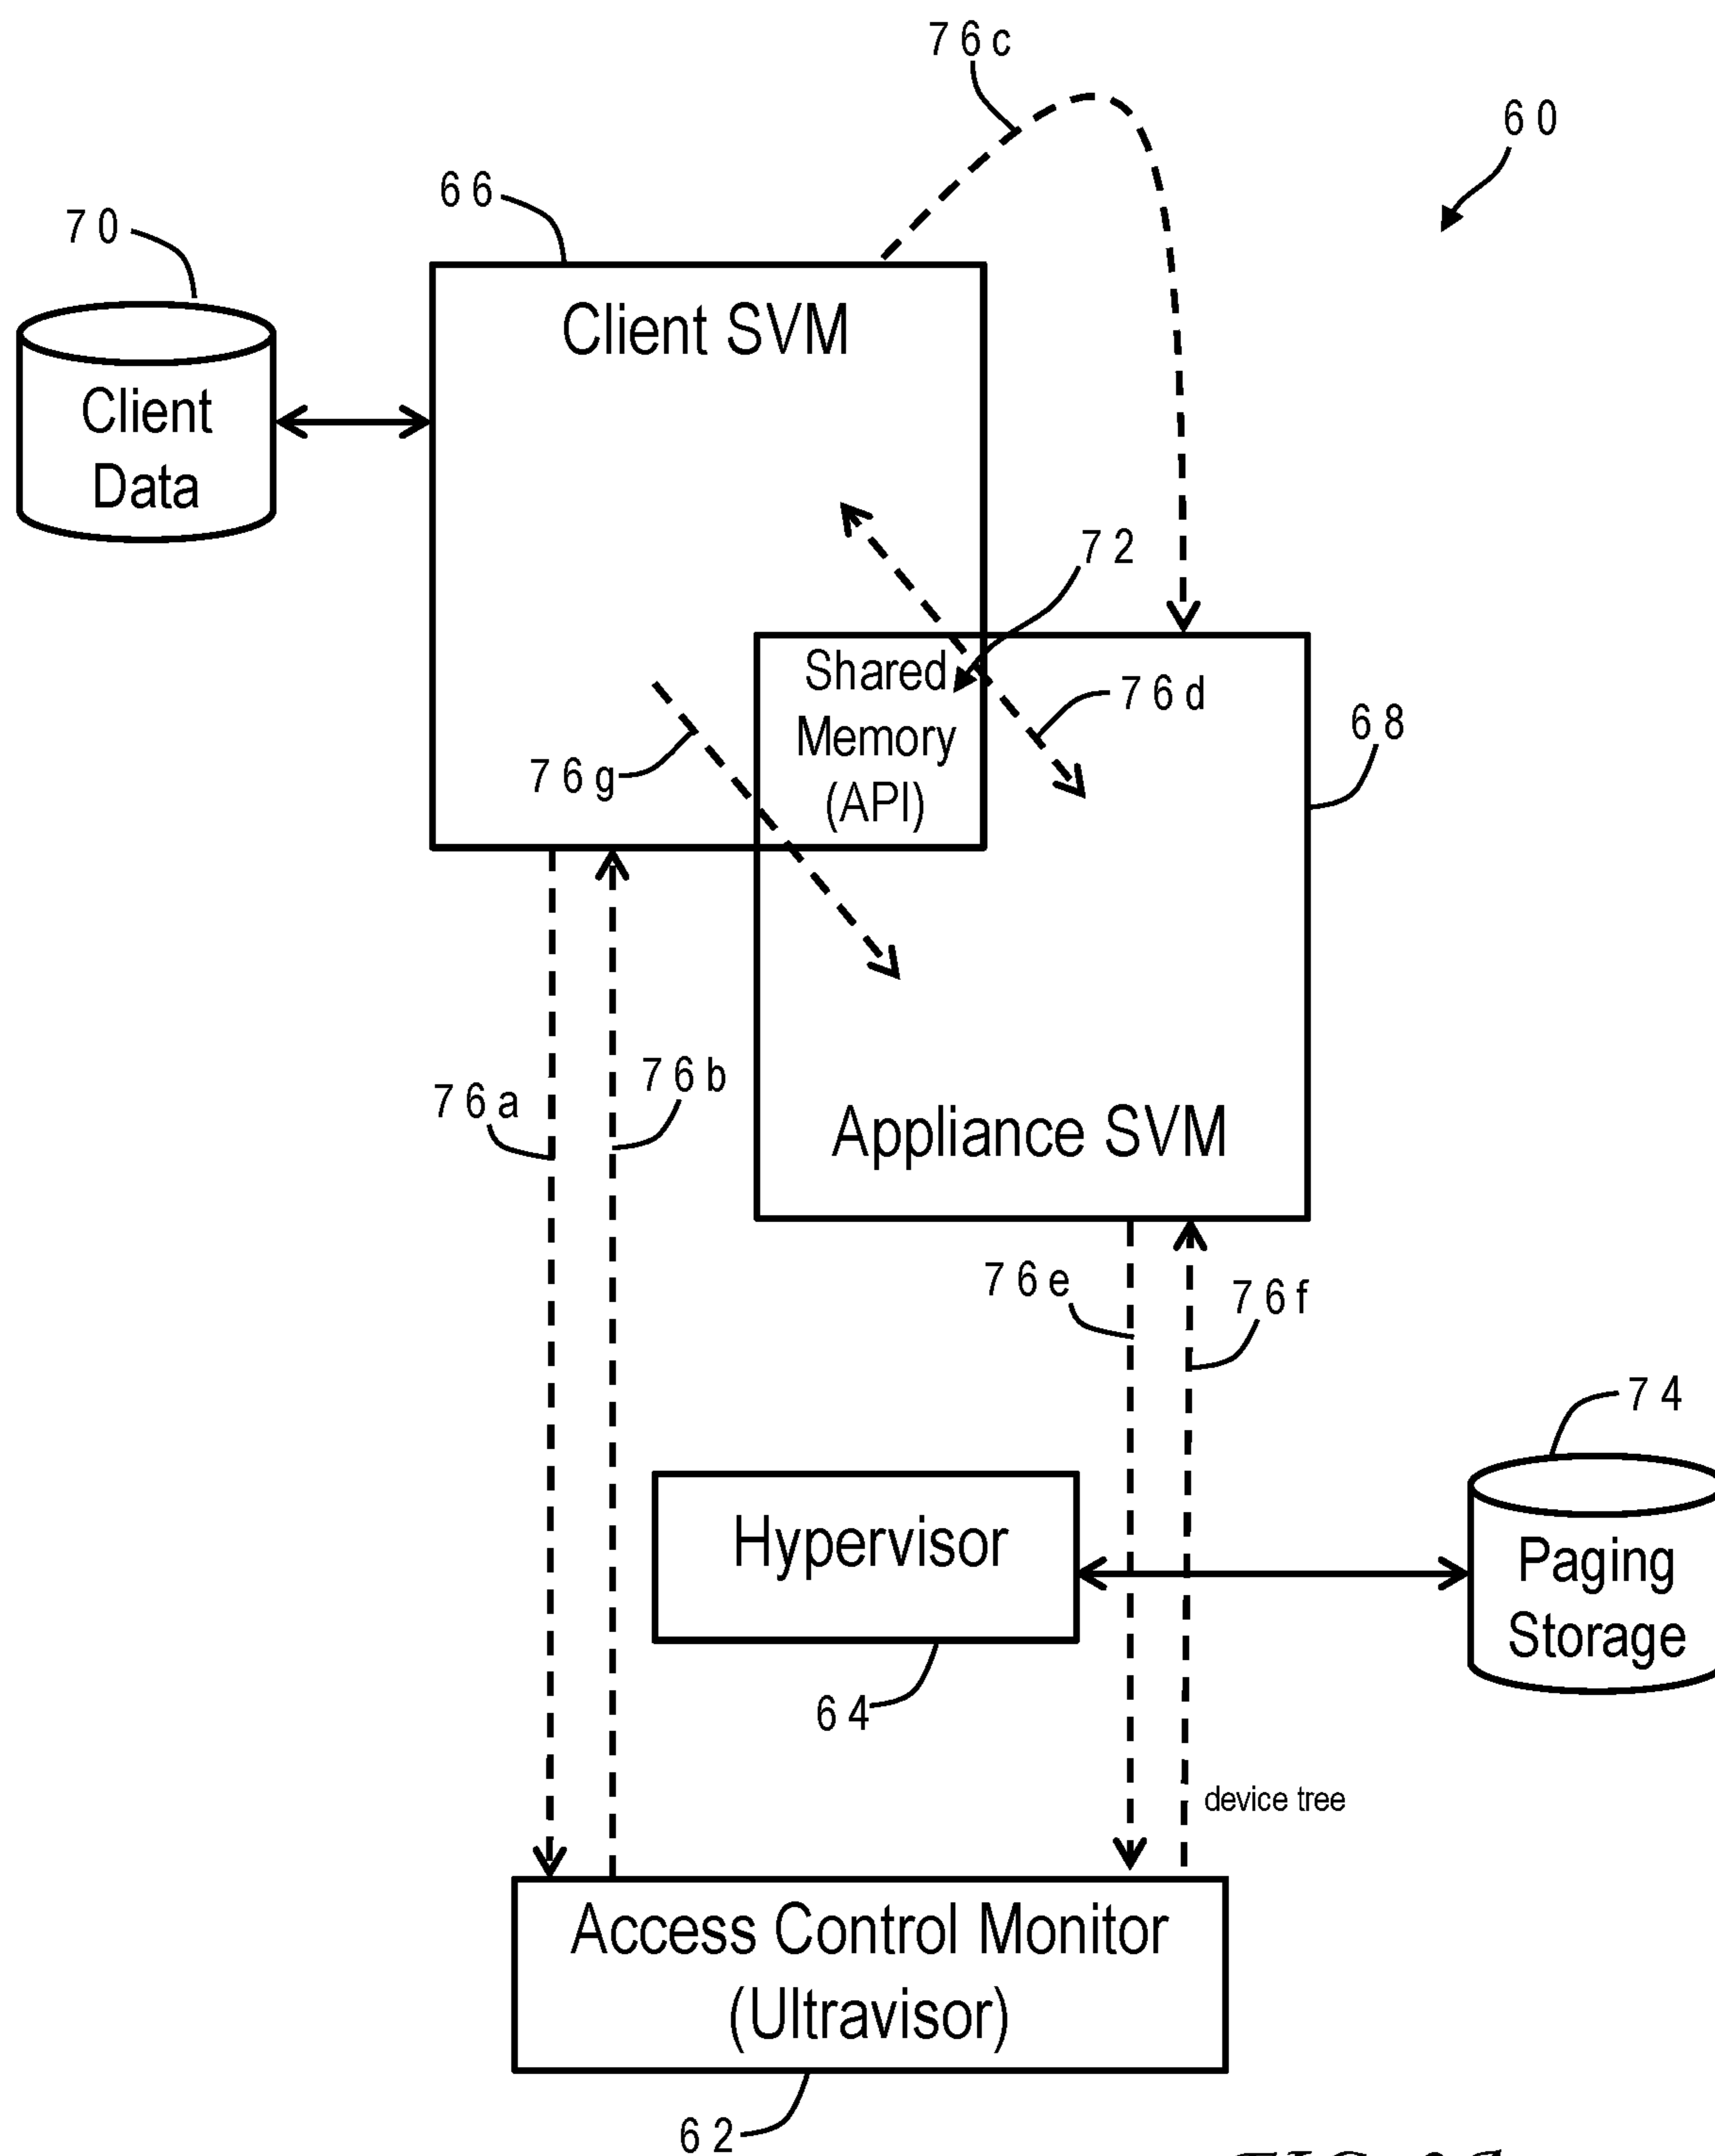 76c
60
66
70
Client SVM
Client
Data
72
Shared
Memory
(API)
76d
68
76g
76a
76b
Appliance SVM
76e
76f
74
Hypervisor
Paging
Storage
64
device tree
Access Control Monitor
(Ultravisor)
62